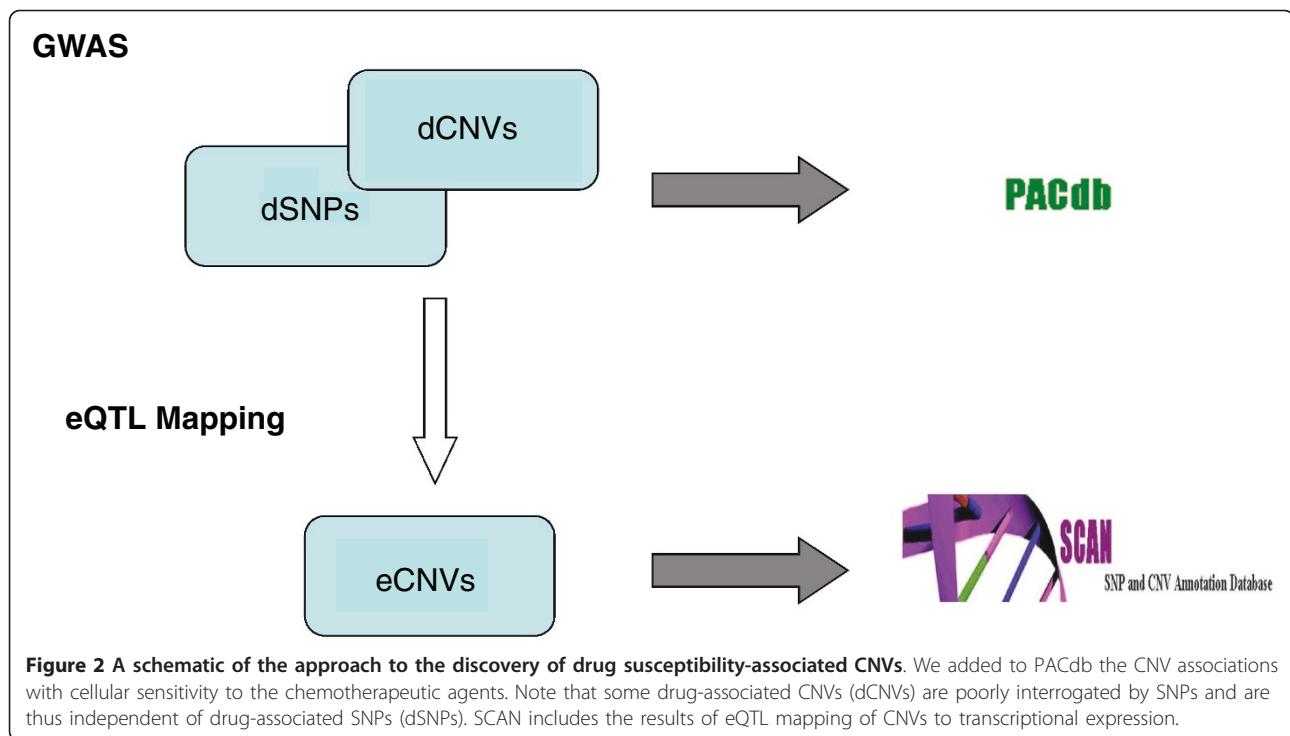 GWAS
dCNVs
dSNPs
PACdb
eQTL Mapping
eCNVs
SCAN
SNP and CNV Annotation Database
Figure 2 A schematic of the approach to the discovery of drug susceptibility-associated CNVs. We added to PACdb the CNV associations
with cellular sensitivity to the chemotherapeutic agents. Note that some drug-associated CNVs (dCNVs) are poorly interrogated by SNPs and are
thus independent of drug-associated SNPs (dSNPs). SCAN includes the results of eQTL mapping of CNVs to transcriptional expression.